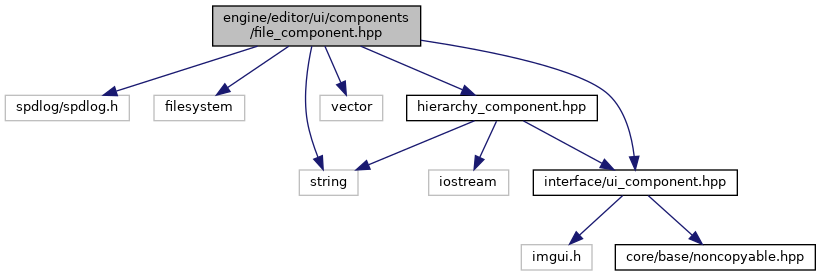 engine/editor/ui/components
/file_component.hpp
spdlog/spdlog.h
filesystem
vector
hierarchy_component.hpp
string
iostream
interface/ui_component.hpp
imgui.h
core/base/noncopyable.hpp